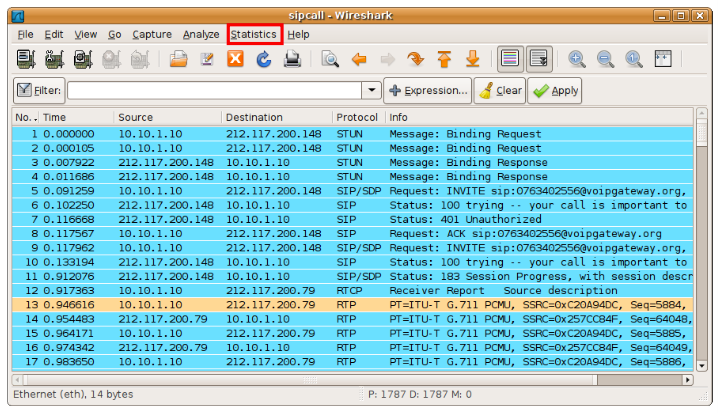 sipcall - Wireshark
File Edit View Go Capture Analyze Statistics Help
Filter: Expression... Clear Apply
No. . Time Source Destination Protocol Info
1 0.000000 10.10.1.10 212.117.200.148 STUN Message: Binding Request
2 0.000105 10.10.1.10 212.117.200.148 STUN Message: Binding Request
3 0.007922 212.117.200.148 10.10.1.10 STUN Message: Binding Response
4 0.011686 212.117.200.148 10.10.1.10 STUN Message: Binding Response
5 0.091259 10.10.1.10 212.117.200.148 SIP/SDP Request: INVITE sip:0763402556@voipgateway.org,
6 0.102250 212.117.200.148 10.10.1.10 SIP Status: 100 trying -- your call is important to
7 0.116668 212.117.200.148 10.10.1.10 SIP Status: 401 Unauthorized
8 0.117567 10.10.1.10 212.117.200.148 SIP Request: ACK sip:0763402556@voipgateway.org
9 0.117962 10.10.1.10 212.117.200.148 SIP/SDP Request: INVITE sip:0763402556@voipgateway.org,
10 0.133194 212.117.200.148 10.10.1.10 SIP Status: 100 trying -- your call is important to
11 0.912076 212.117.200.148 10.10.1.10 SIP/SDP Status: 183 Session Progress, with session descr
12 0.917363 10.10.1.10 212.117.200.79 RTCP Receiver Report Source description
13 0.946616 10.10.1.10 212.117.200.79 RTP PT=ITU-T G.711 PCMU, SSRC=0xC20A94DC, Seq=5884,
14 0.954483 212.117.200.79 10.10.1.10 RTP PT=ITU-T G.711 PCMU, SSRC=0x257CC84F, Seq=64048,
15 0.964171 10.10.1.10 212.117.200.79 RTP PT=ITU-T G.711 PCMU, SSRC=0xC20A94DC, Seq=5885,
16 0.974342 212.117.200.79 10.10.1.10 RTP PT=ITU-T G.711 PCMU, SSRC=0x257CC84F, Seq=64049,
17 0.983650 10.10.1.10 212.117.200.79 RTP PT=ITU-T G.711 PCMU, SSRC=0xC20A94DC, Seq=5886,
Ethernet (eth), 14 bytes P: 1787 D: 1787 M: 0